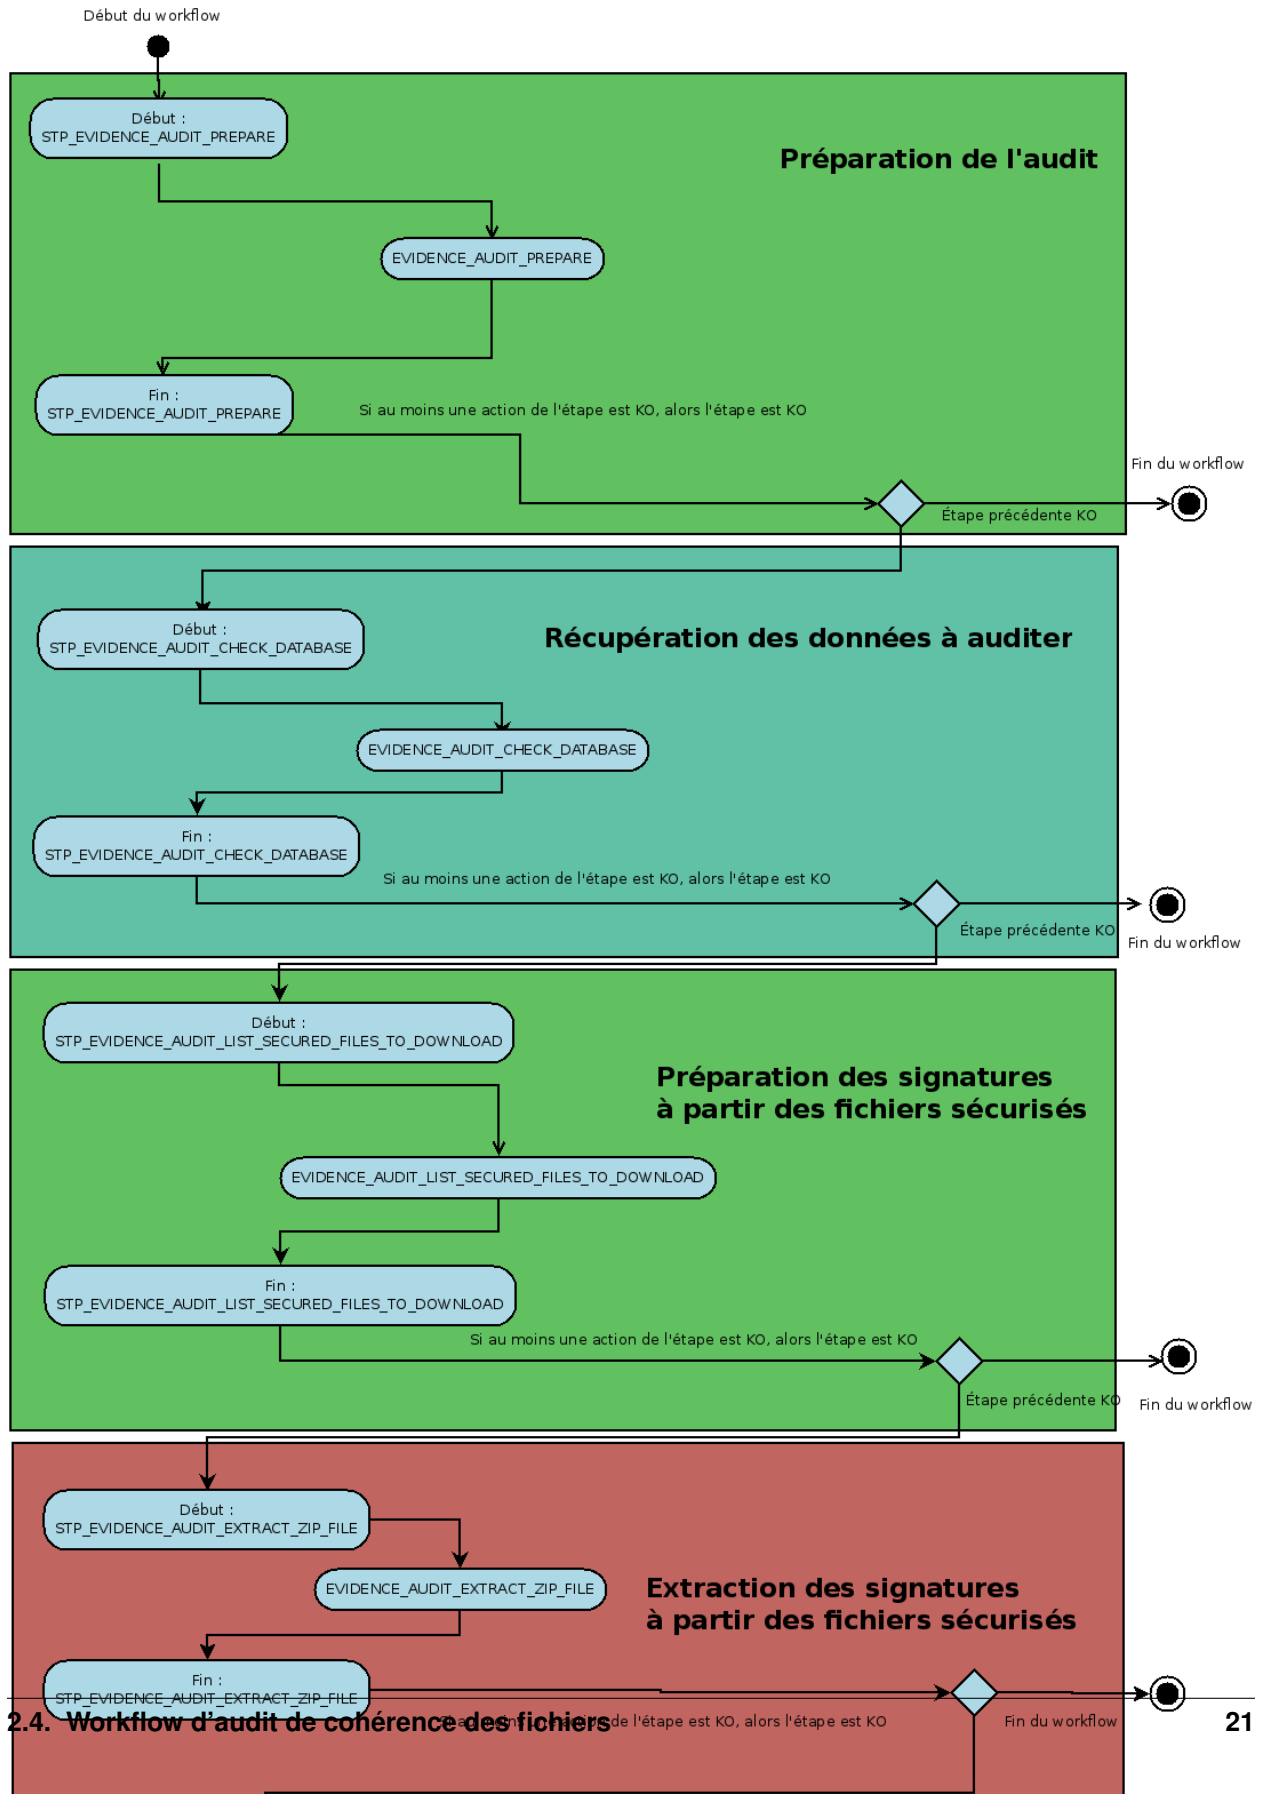 Début du workflow
Début :
STP_EVIDENCE_AUDIT_PREPARE
Préparation de l'audit
EVIDENCE_AUDIT_PREPARE
Fin :
STP_EVIDENCE_AUDIT_PREPARE
Si au moins une action de l'étape est KO, alors l'étape est KO
Fin du workflow
Étape précédente KO
Début :
STP_EVIDENCE_AUDIT_CHECK_DATABASE
Récupération des données à auditer
EVIDENCE_AUDIT_CHECK_DATABASE
Fin :
STP_EVIDENCE_AUDIT_CHECK_DATABASE
Si au moins une action de l'étape est KO, alors l'étape est KO
Étape précédente KO
Fin du workflow
Début :
STP_EVIDENCE_AUDIT_LIST_SECURED_FILES_TO_DOWNLOAD
Préparation des signatures
à partir des fichiers sécurisés
EVIDENCE_AUDIT_LIST_SECURED_FILES_TO_DOWNLOAD
Fin :
STP_EVIDENCE_AUDIT_LIST_SECURED_FILES_TO_DOWNLOAD
Si au moins une action de l'étape est KO, alors l'étape est KO
Étape précédente KO
Fin du workflow
Début :
STP_EVIDENCE_AUDIT_EXTRACT_ZIP_FILE
EVIDENCE_AUDIT_EXTRACT_ZIP_FILE
Extraction des signatures
à partir des fichiers sécurisés
Fin :
STP_EVIDENCE_AUDIT_EXTRACT_ZIP_FILE
Si au moins une action de l'étape est KO, alors l'étape est KO
Fin du workflow
2.4. Workflow d'audit de cohérence des fichiers
21